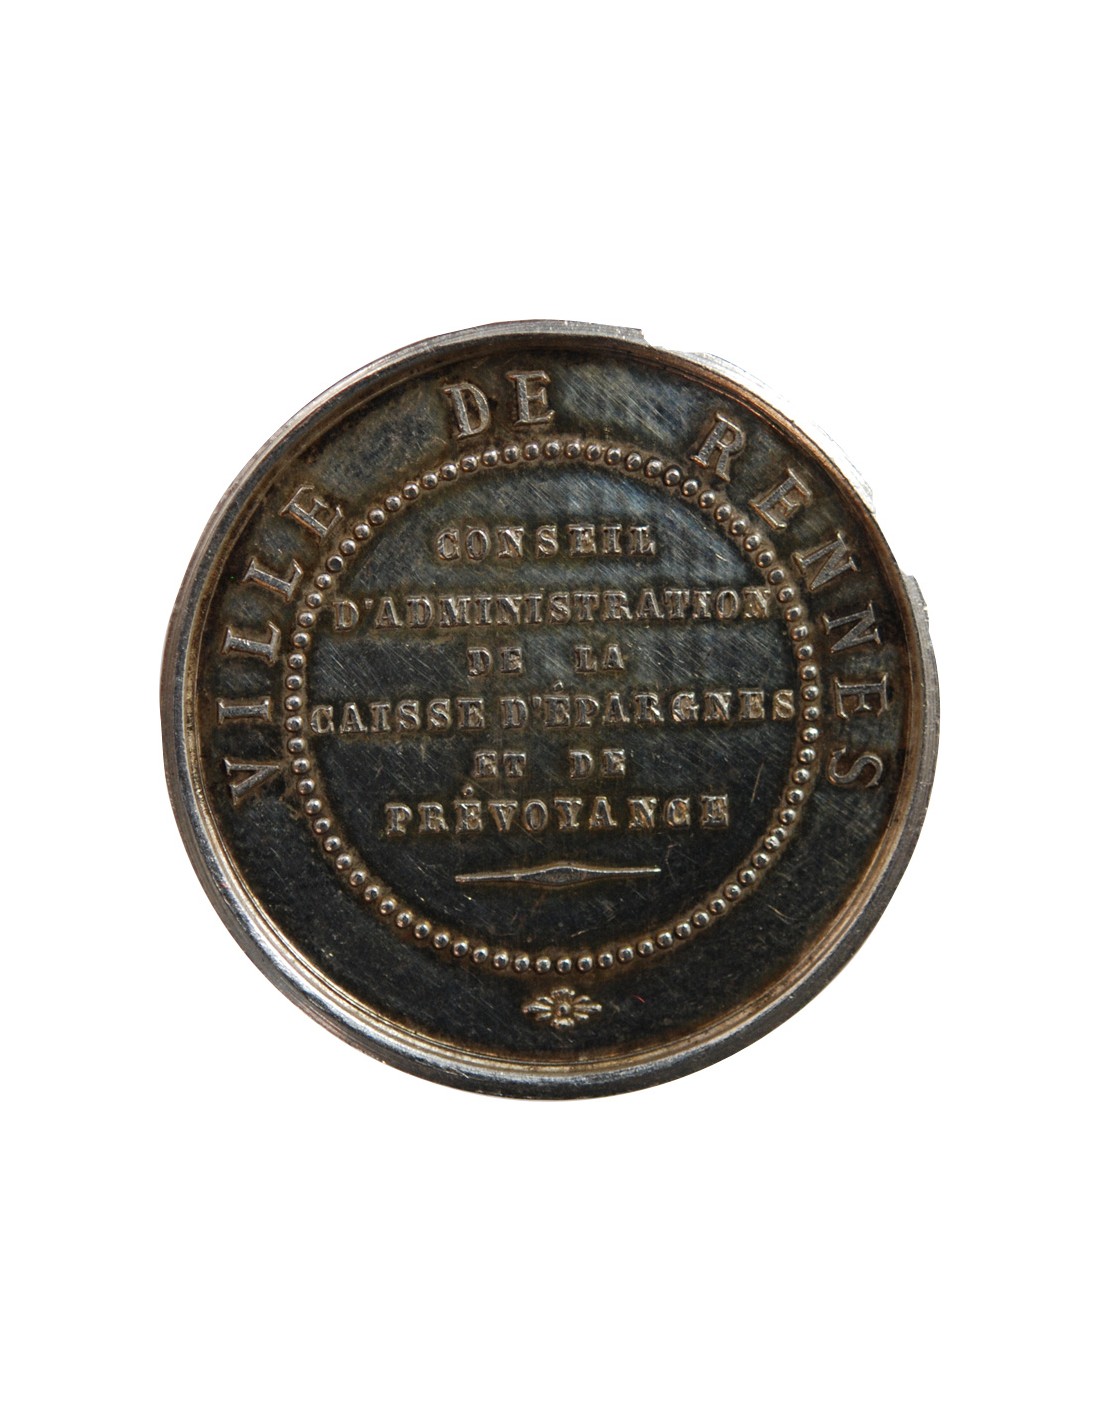 VILLE DE RENNES
CONSEIL
D'ADMINISTRATION
DE LA
CAISSE D'ÉPARGNES
ET DE
PRÉVOYANCE